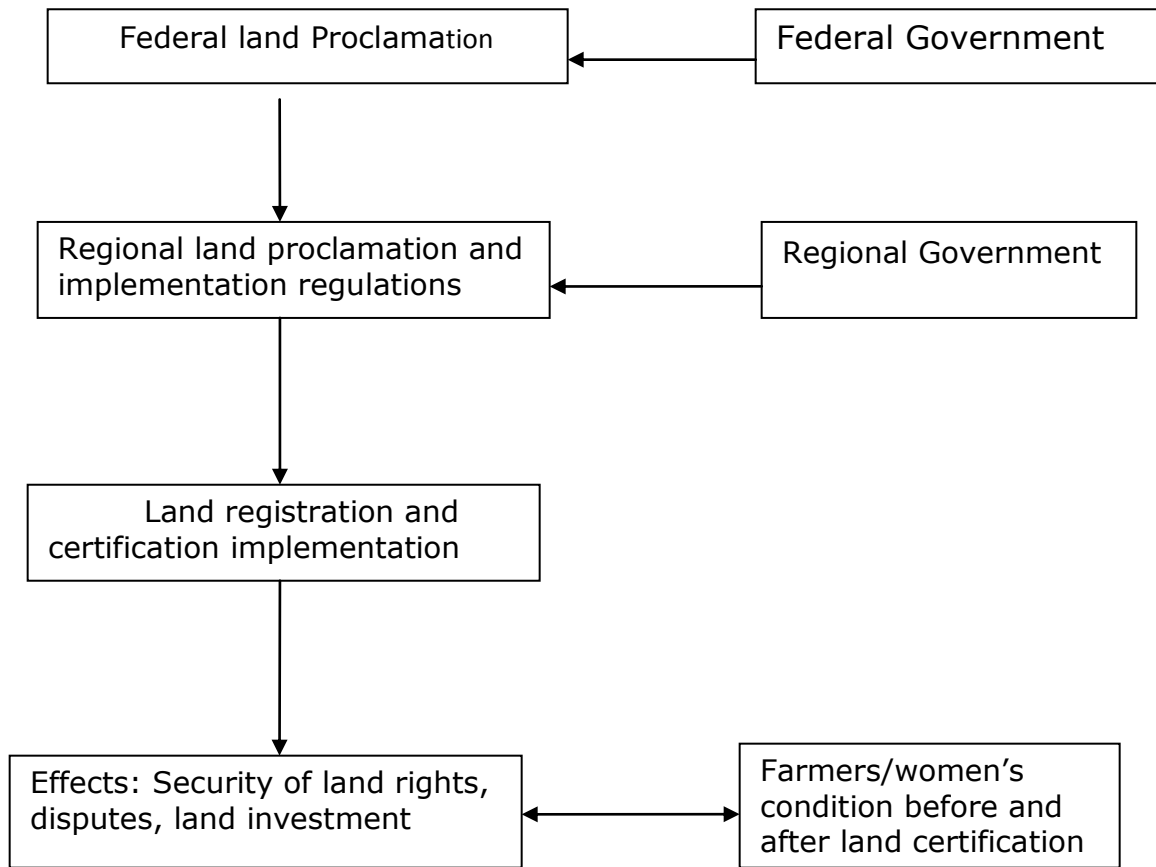 Federal land Proclamation
Federal Government
Regional land proclamation and
implementation regulations
Regional Government
Land registration and
certification implementation
Effects: Security of land rights,
disputes, land investment
Farmers/women’s
condition before and
after land certification